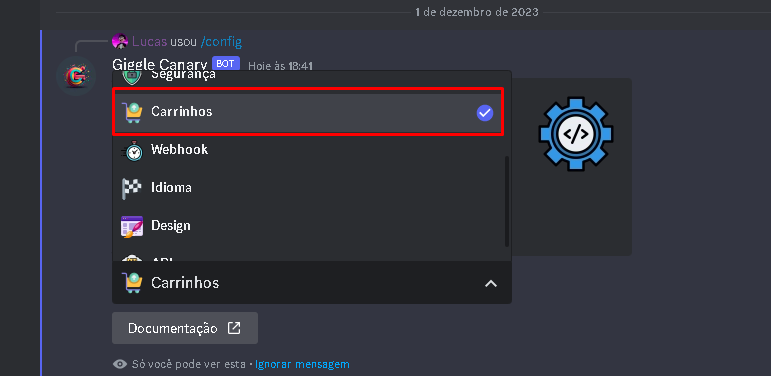 1 de dezembro de 2023
Lucas usou /config
Giggle Canary BOT Hoje às 13:41
Segurança
Carrinhos
Webhook
Idioma
Design
API
Carrinhos
Documentação
Só você pode ver esta • Ignorar mensagem